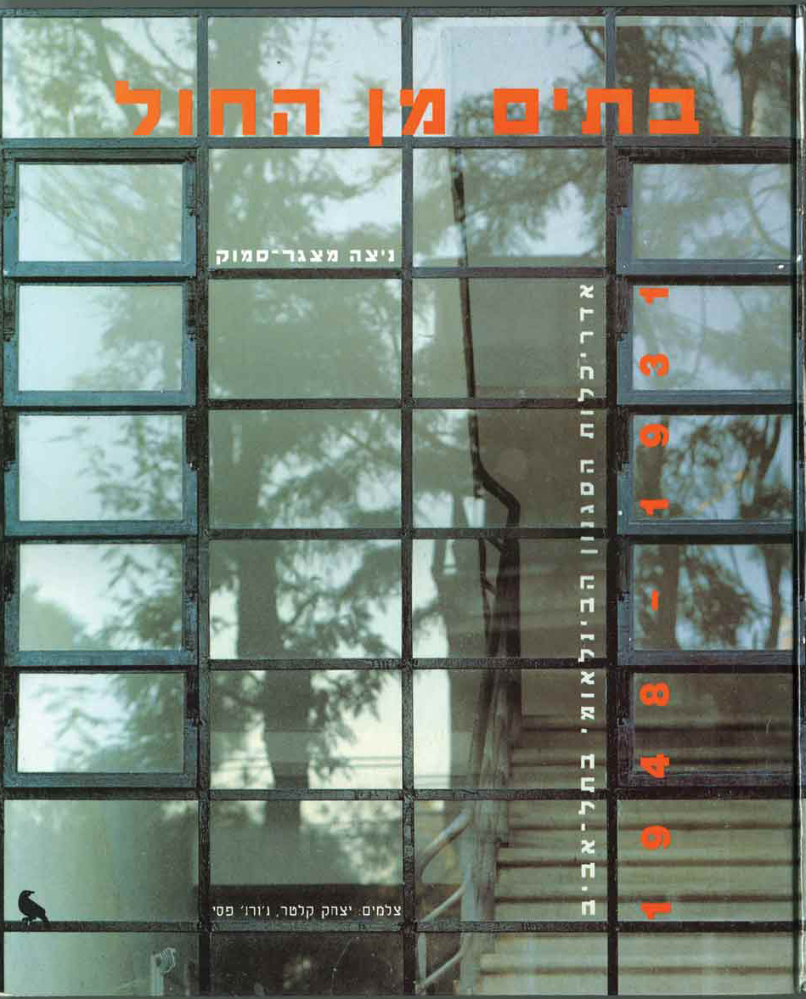 בתים מן החול
ניצה מצגר־סמוק
אדריכלות הסגנון הבינלאומי בתל־אביב
1931 – 1948
צלמים: יצחק קלטר, ג'ורג' פסי